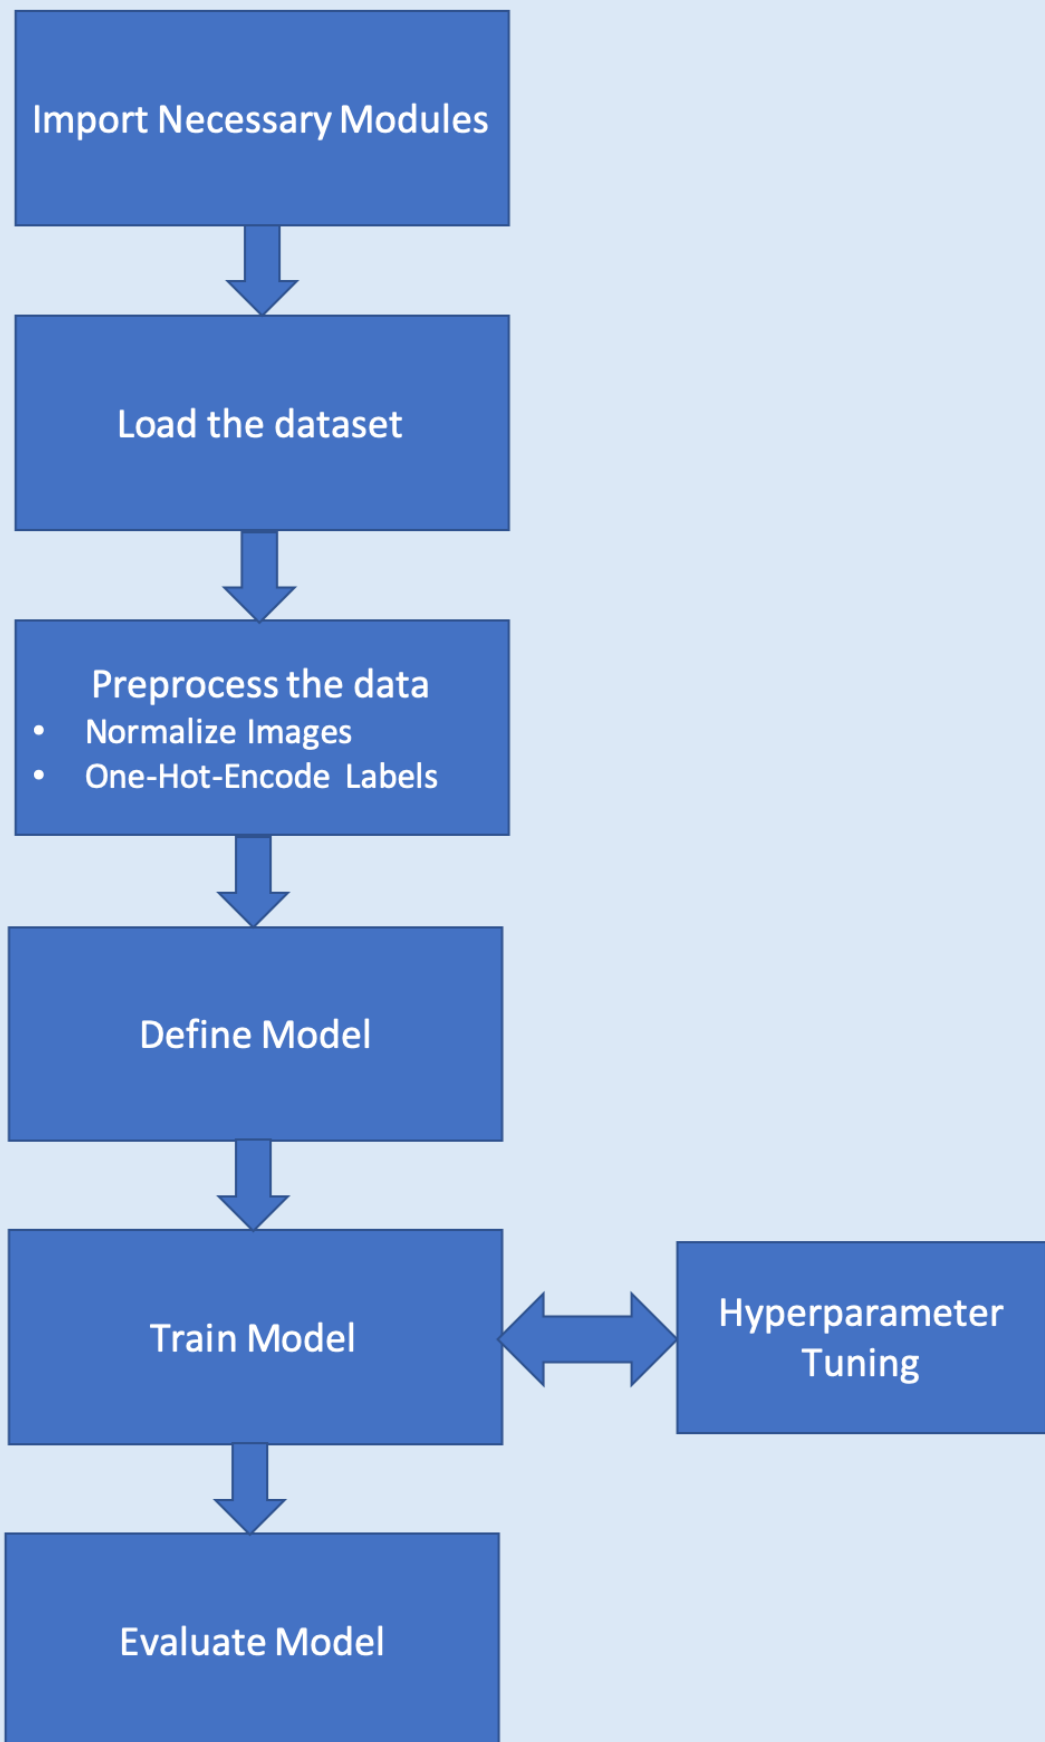 Import Necessary Modules
Load the dataset
Preprocess the data
• Normalize Images
• One-Hot-Encode Labels
Define Model
Train Model
Hyperparameter
Tuning
Evaluate Model